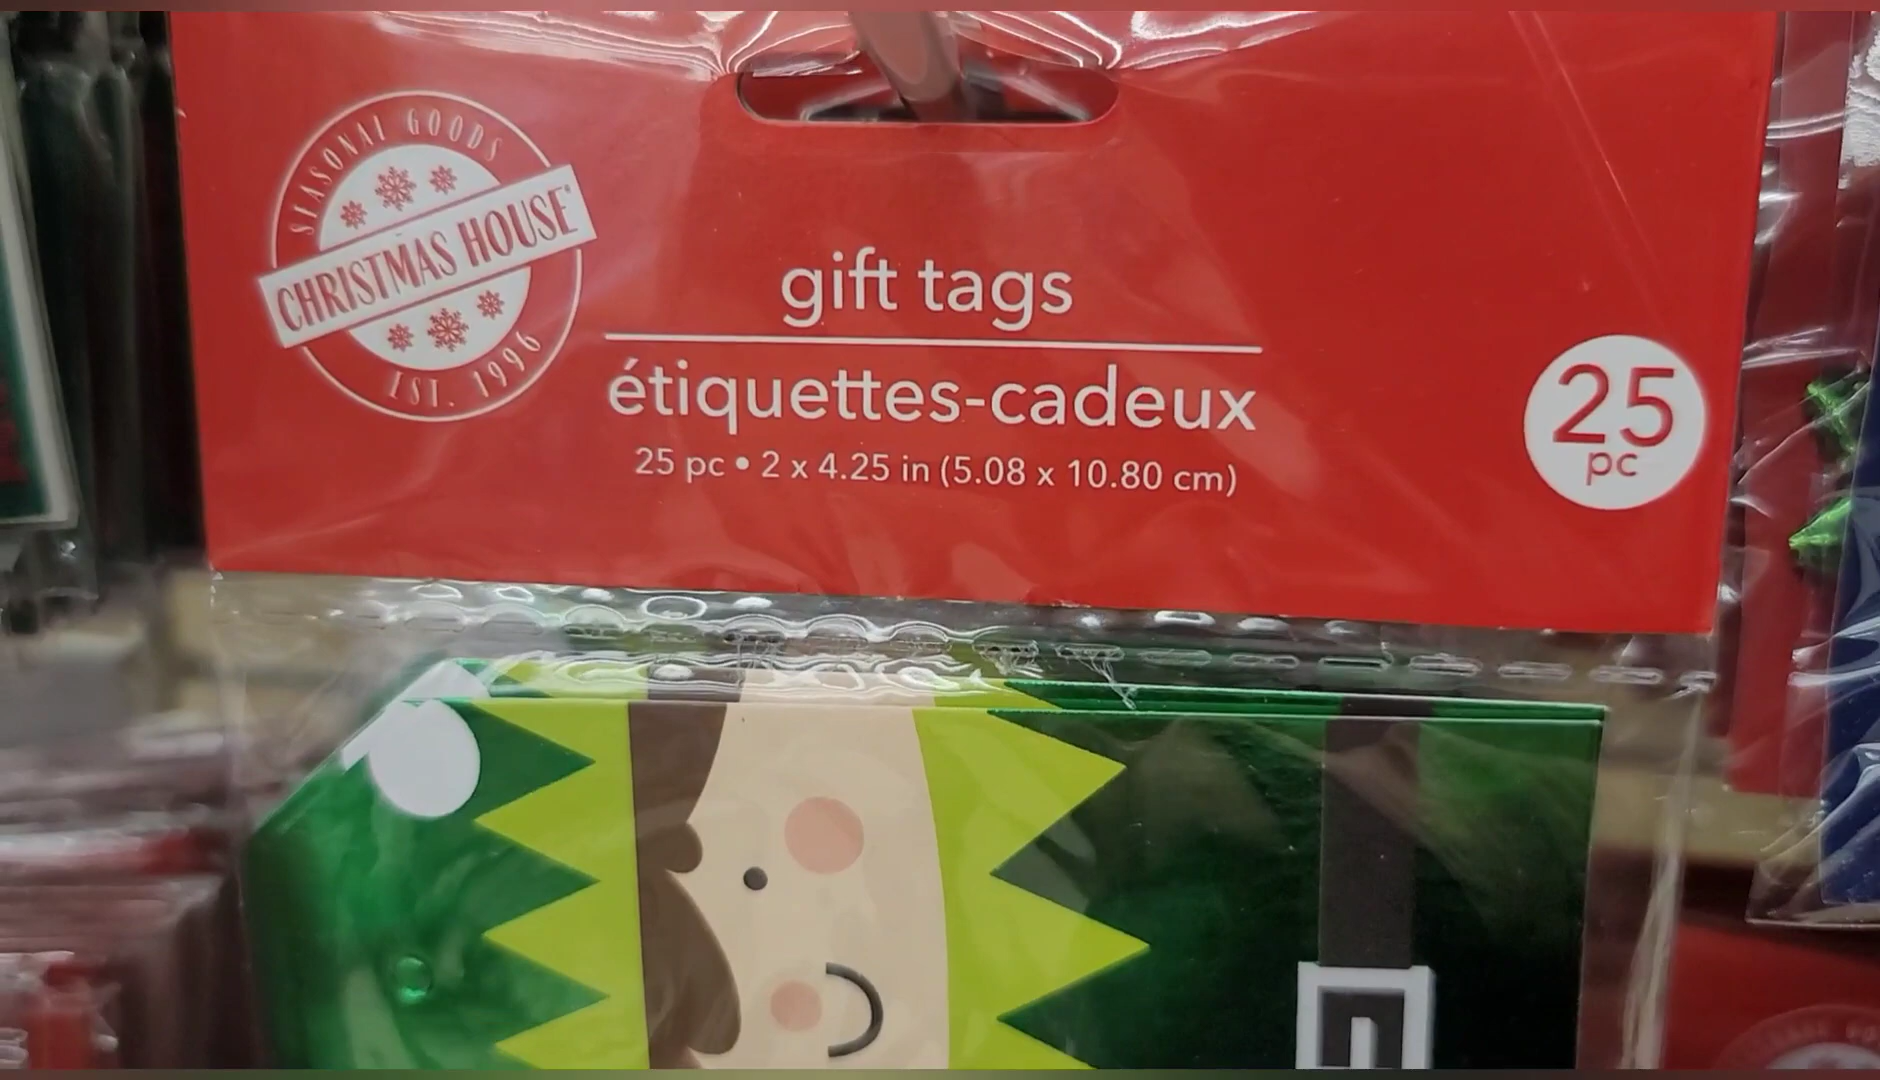 SEASONAL GOODS
CHRISTMAS HOUSE®
EST. 1996
gift tags
étiquettes-cadeux
25 pc • 2 x 4.25 in (5.08 x 10.80 cm)
25
pc